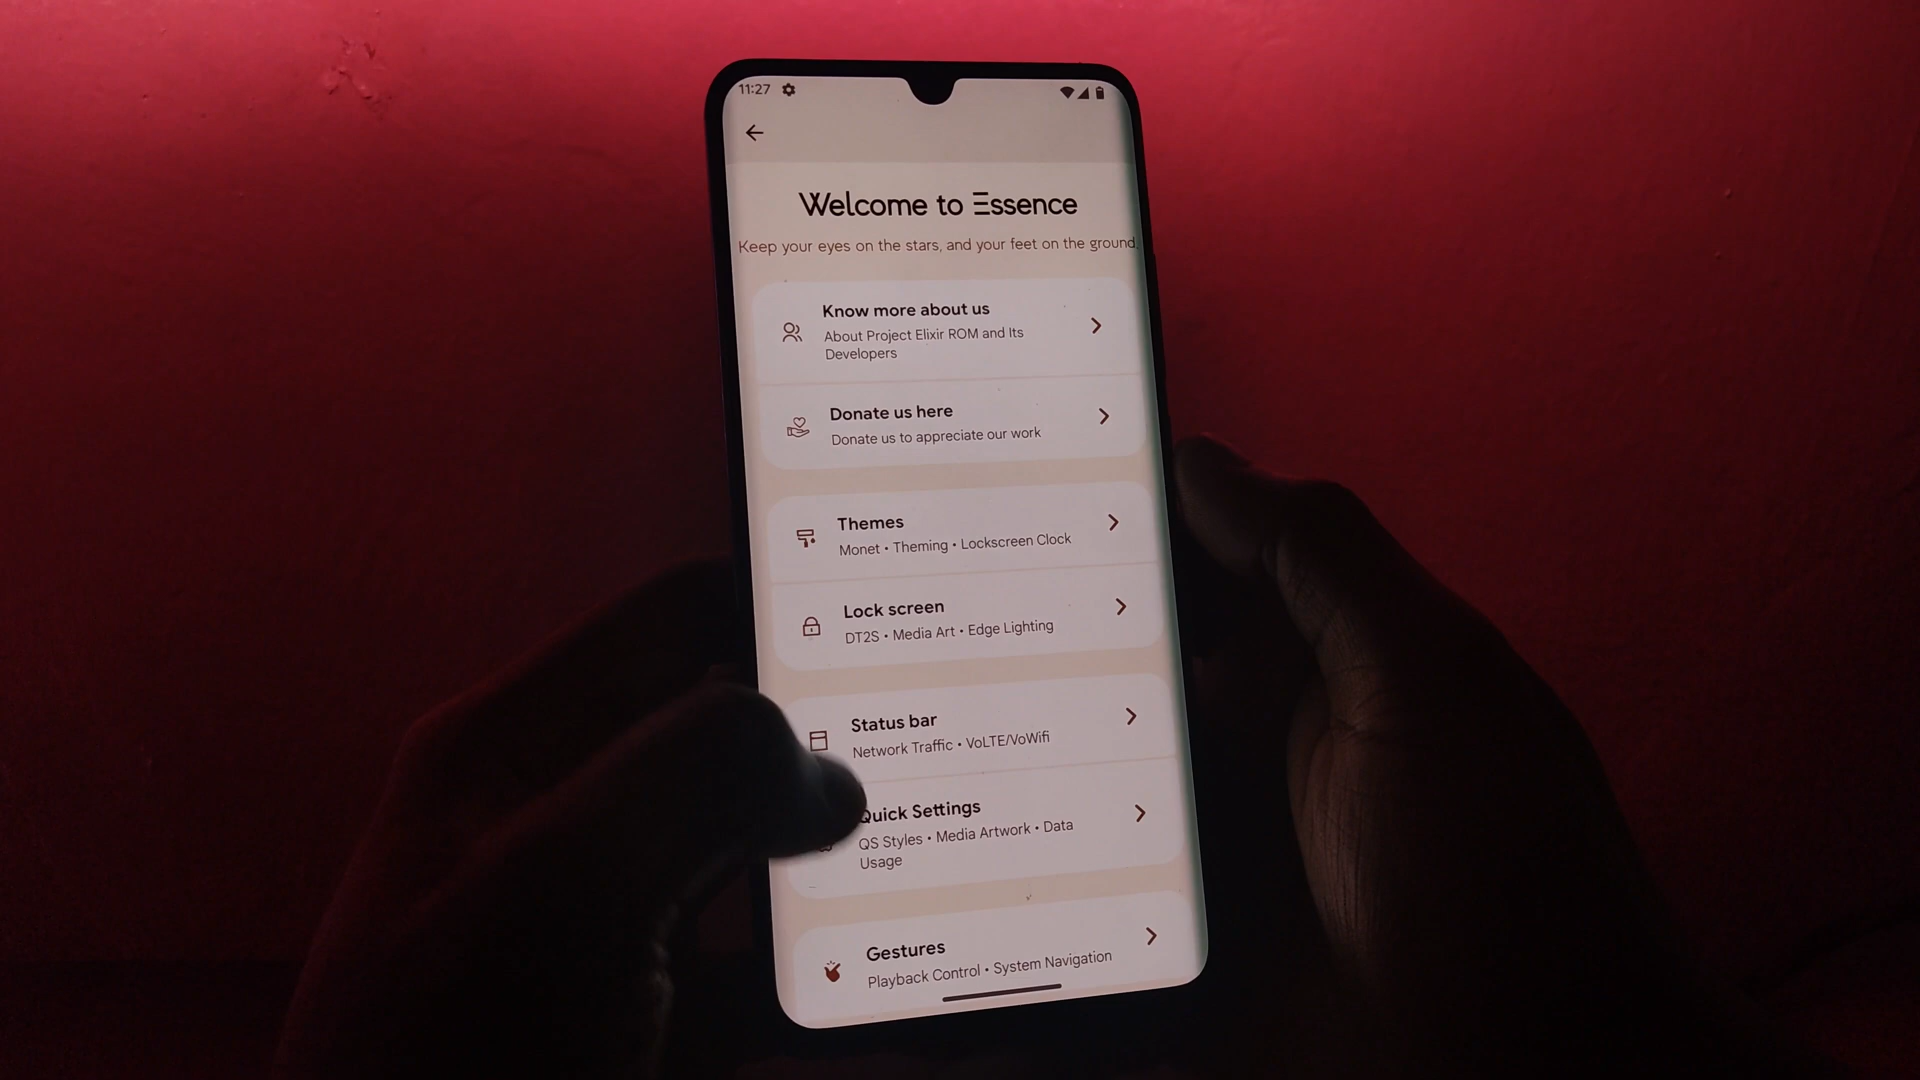 11:27
Welcome to Essence
Keep your eyes on the stars, and your feet on the ground.
Know more about us
About Project Elixir ROM and Its
Developers
Donate us here
Donate us to appreciate our work
Themes
Monet • Theming • Lockscreen Clock
Lock screen
DT2S • Media Art • Edge Lighting
Status bar
Network Traffic • VoLTE/VoWifi
Quick Settings
QS Styles • Media Artwork • Data
Usage
Gestures
Playback Control • System Navigation